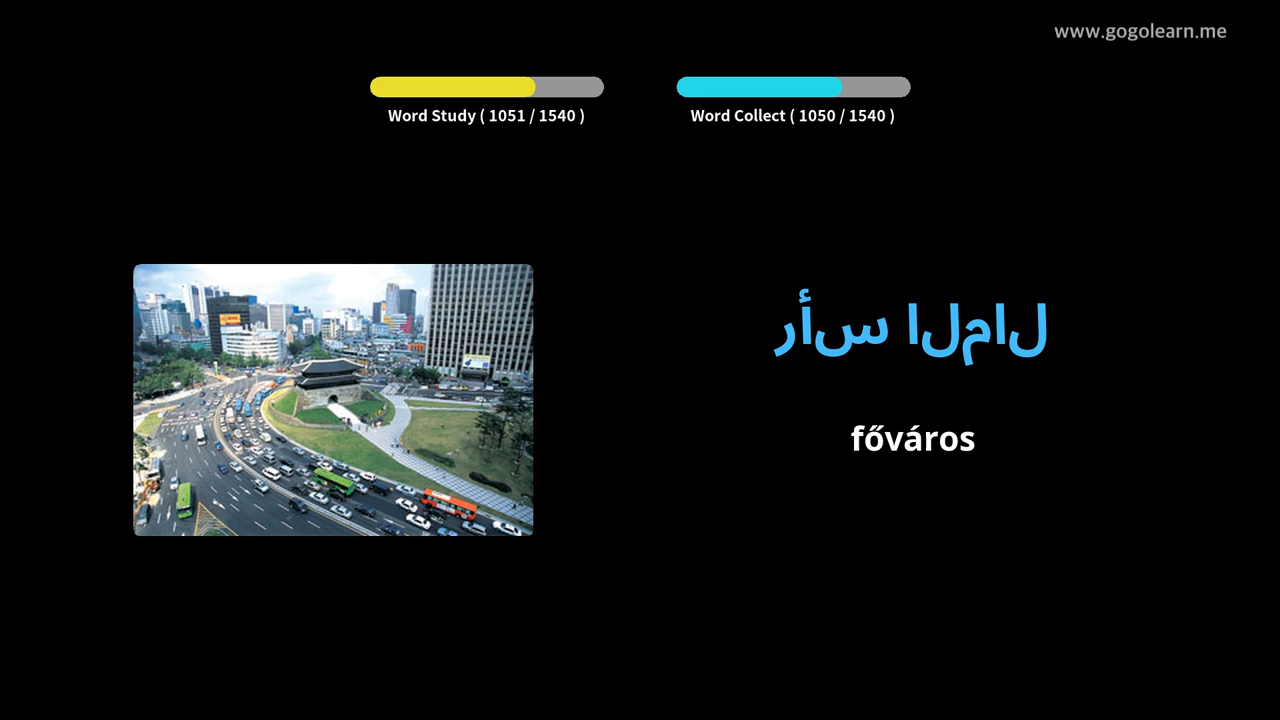 www.gogolearn.me
Word Study ( 1051 / 1540 )
Word Collect ( 1050 / 1540 )
رأس المال
főváros